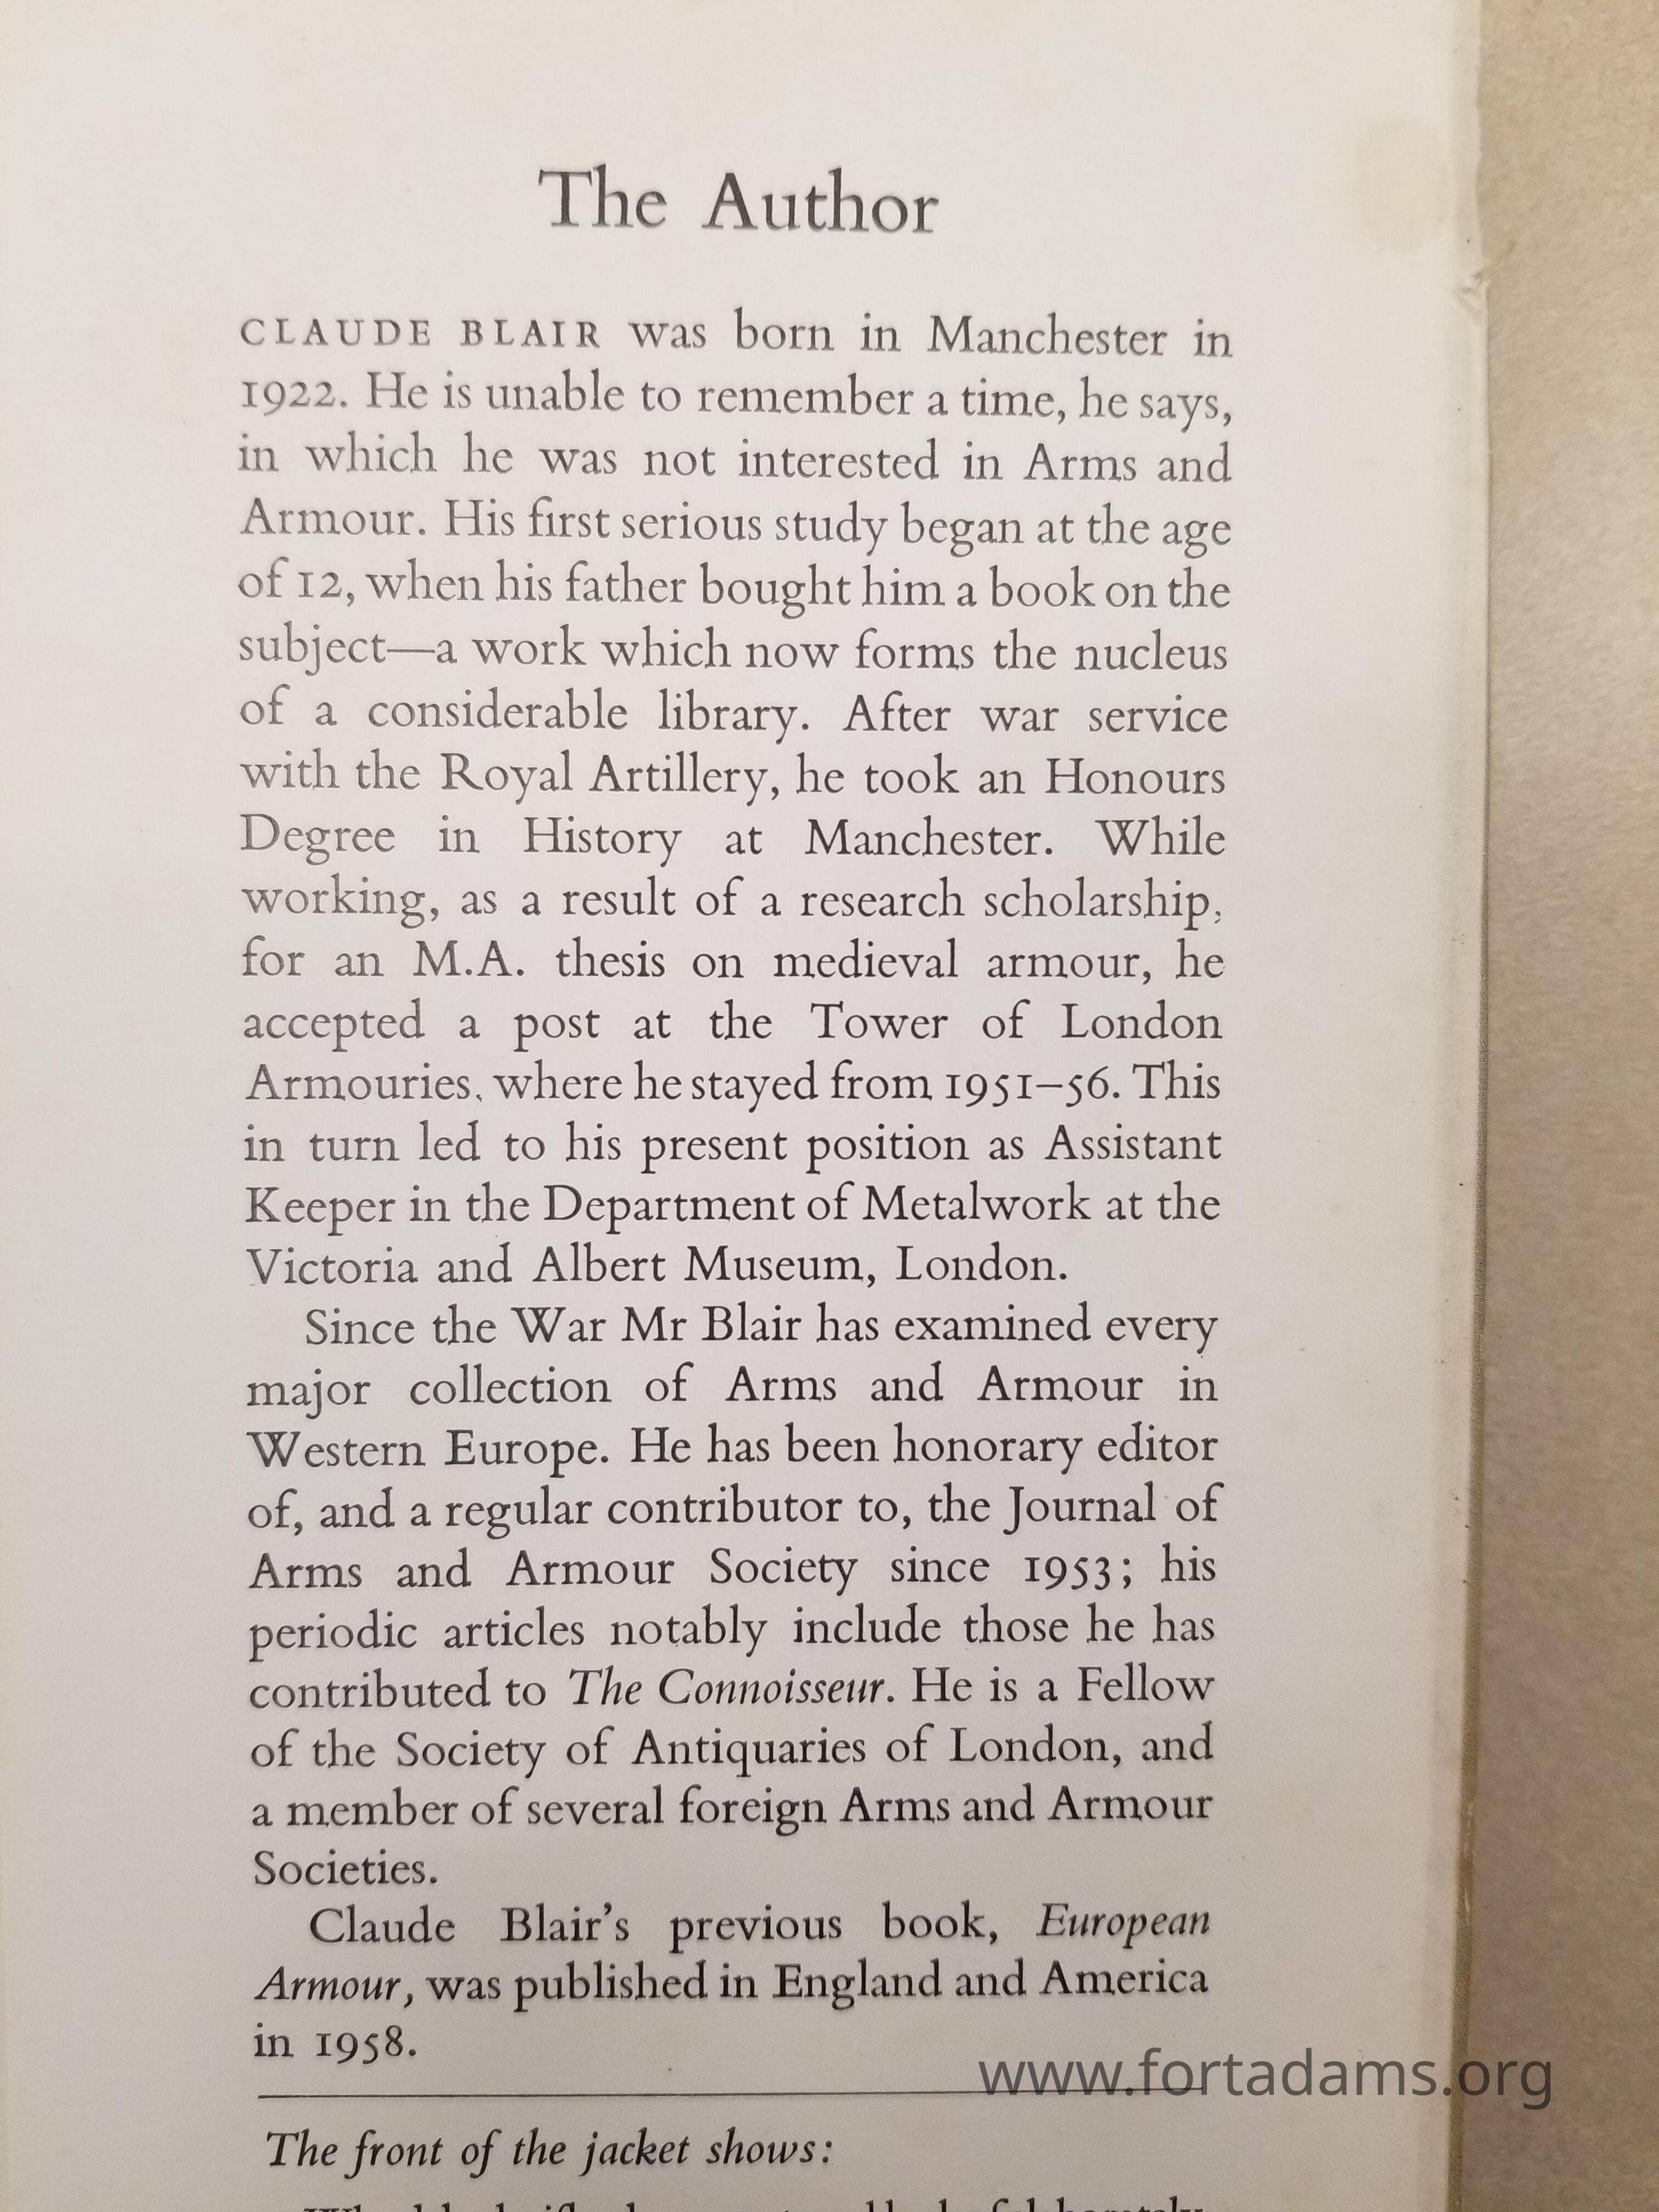 The Author
CLAUDE BLAIR was born in Manchester in
1922. He is unable to remember a time, he says,
in which he was not interested in Arms and
Armour. His first serious study began at the age
of 12, when his father bought him a book on the
subject—a work which now forms the nucleus
of a considerable library. After war service
with the Royal Artillery, he took an Honours
Degree in History at Manchester. While
working, as a result of a research scholarship,
for an M.A. thesis on medieval armour, he
accepted a post at the Tower of London
Armouries, where he stayed from 1951–56. This
in turn led to his present position as Assistant
Keeper in the Department of Metalwork at the
Victoria and Albert Museum, London.
Since the War Mr Blair has examined every
major collection of Arms and Armour in
Western Europe. He has been honorary editor
of, and a regular contributor to, the Journal of
Arms and Armour Society since 1953; his
periodic articles notably include those he has
contributed to The Connoisseur. He is a Fellow
of the Society of Antiquaries of London, and
a member of several foreign Arms and Armour
Societies.
Claude Blair's previous book, European
Armour, was published in England and America
in 1958.
www.fortadams.org
The front of the jacket shows: